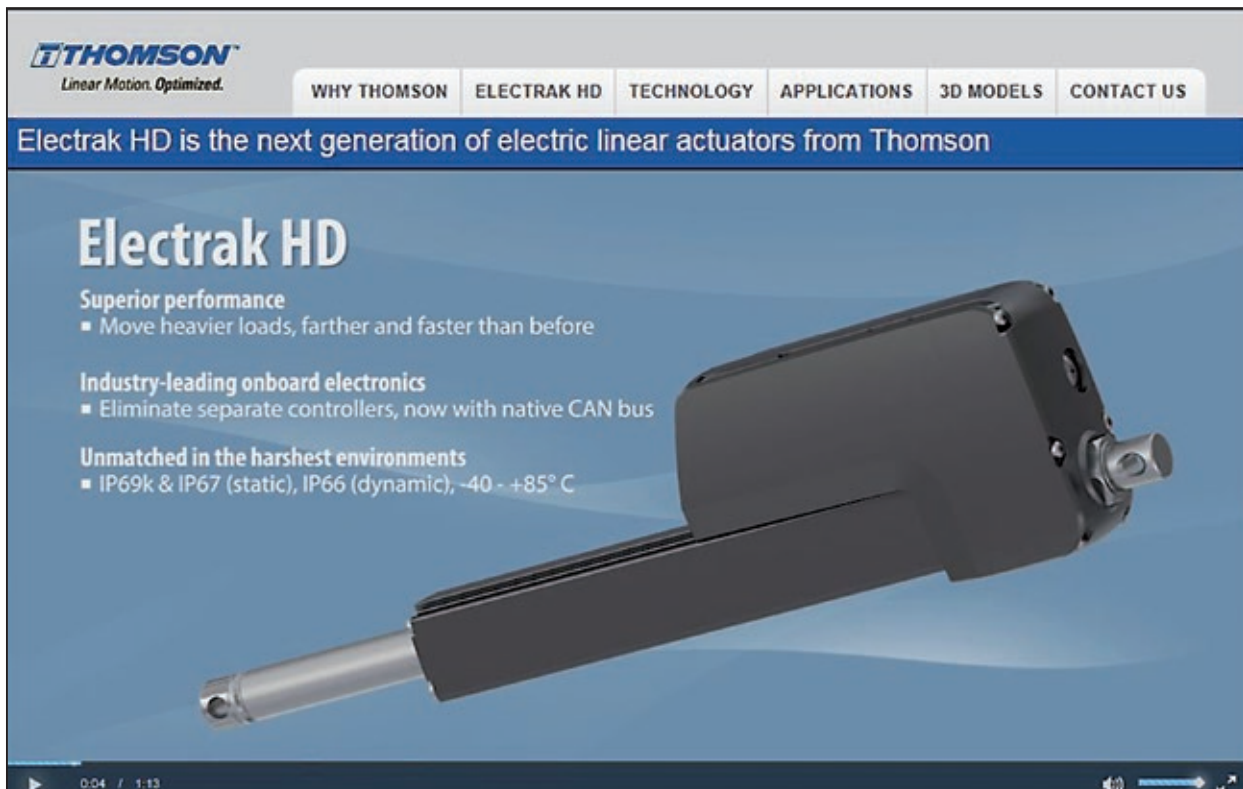 THOMSON™
Linear Motion. Optimized.
WHY THOMSON ELECTRAK HD TECHNOLOGY APPLICATIONS 3D MODELS CONTACT US
Electrak HD is the next generation of electric linear actuators from Thomson
Electrak HD
Superior performance
▪ Move heavier loads, farther and faster than before
Industry-leading onboard electronics
▪ Eliminate separate controllers, now with native CAN bus
Unmatched in the harshest environments
▪ IP69k & IP67 (static), IP66 (dynamic), -40 - +85° C
0:04 / 1:13